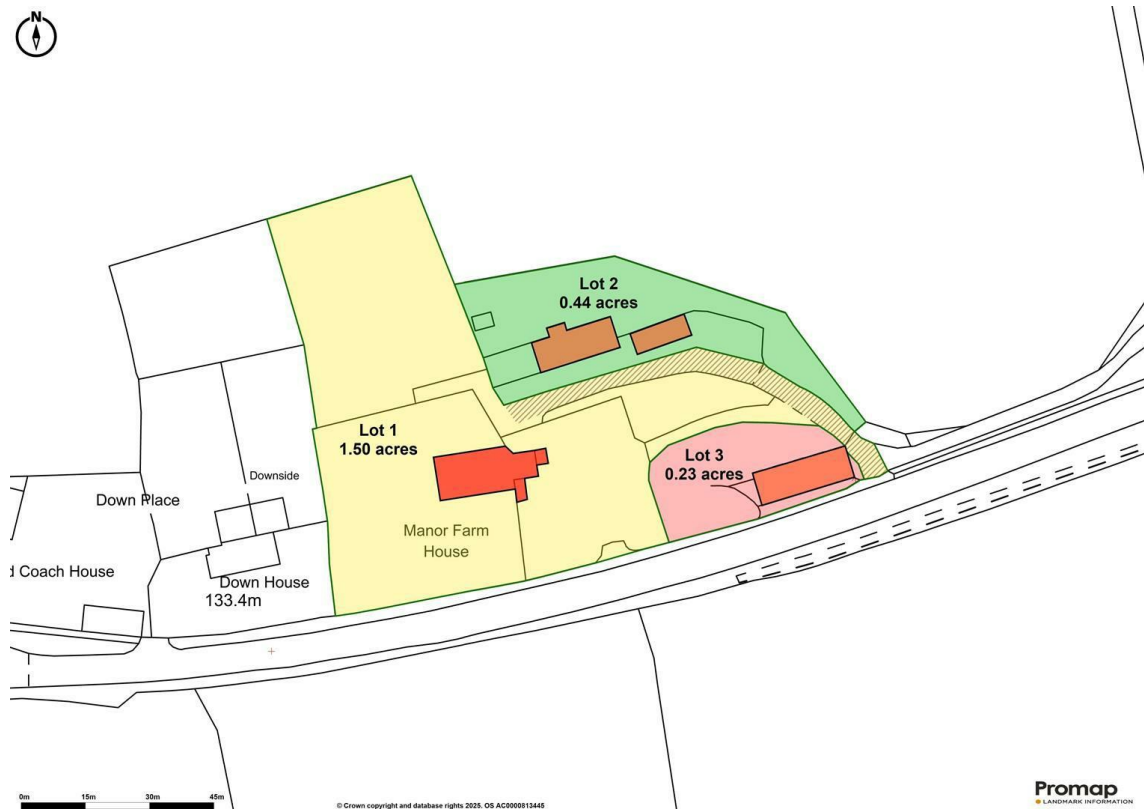 N
Lot 2
0.44 acres
Lot 1
1.50 acres
Downside
Lot 3
0.23 acres
Down Place
Manor Farm
House
d Coach House
Down House
133.4m
0m 15m 30m 45m
© Crown copyright and database rights 2025. OS AC0000813445
Promap
LANDMARK INFORMATION